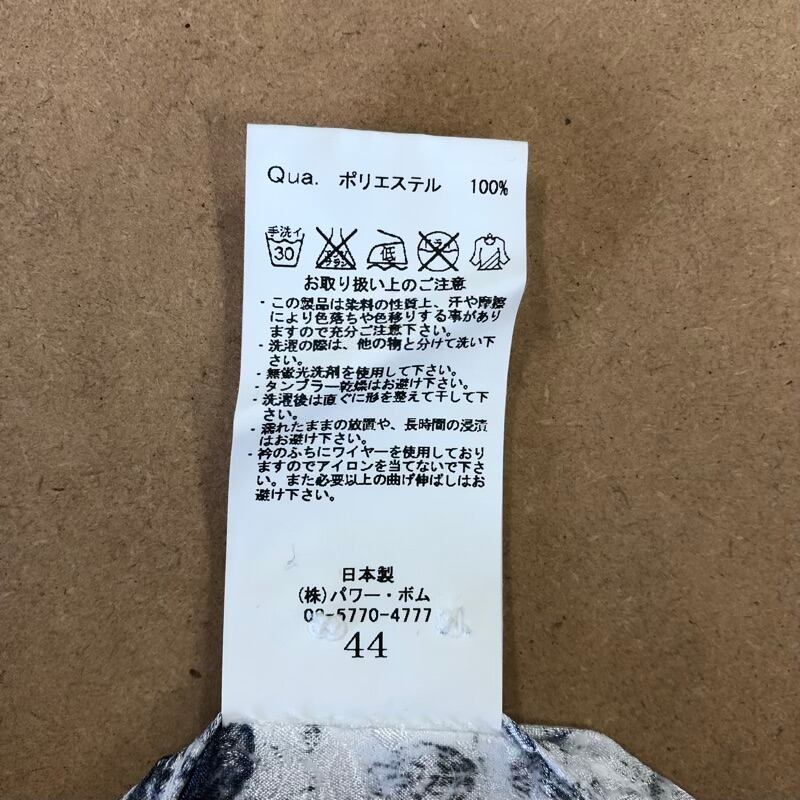 Qua. ポリエステル 100%
手洗イ
30
エンソ サラシ
低
ドライ
お取り扱い上のご注意
・この製品は染料の性質上、汗や摩擦
により色落ちや色移りする事があり
ますので充分ご注意下さい。
・洗濯の際は、他の物と分けて洗い下
さい。
・無蛍光洗剤を使用して下さい。
・タンブラー乾燥はお避け下さい。
・洗濯後は直ぐに形を整えて干して下
さい。
・濡れたままの放置や、長時間の浸漬
はお避け下さい。
・衿のふちにワイヤーを使用しており
ますのでアイロンを当てないで下さ
い。また必要以上の曲げ伸ばしはお
避け下さい。
日本製
(株)パワー・ボム
03-5770-4777
44